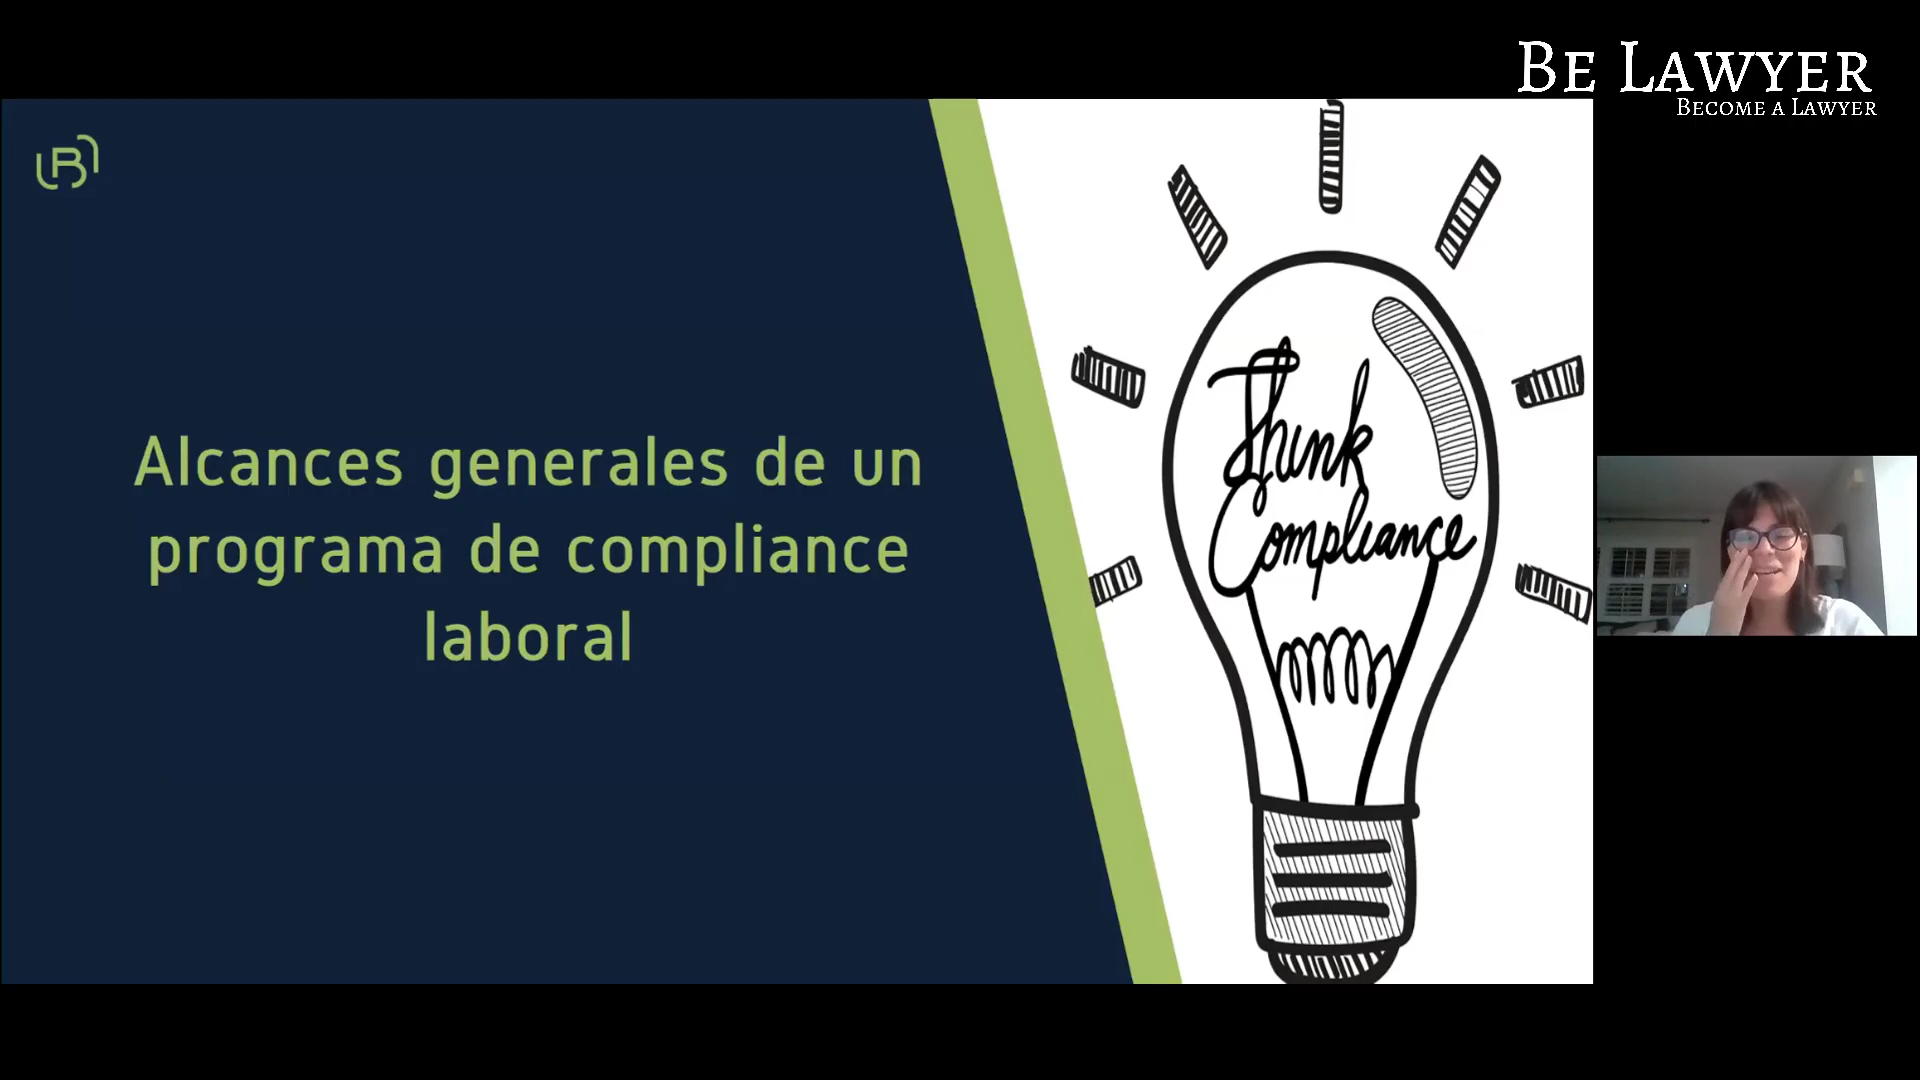 BE LAWYER
BECOME A LAWYER
Alcances generales de un
programa de compliance
laboral
Think
Compliance